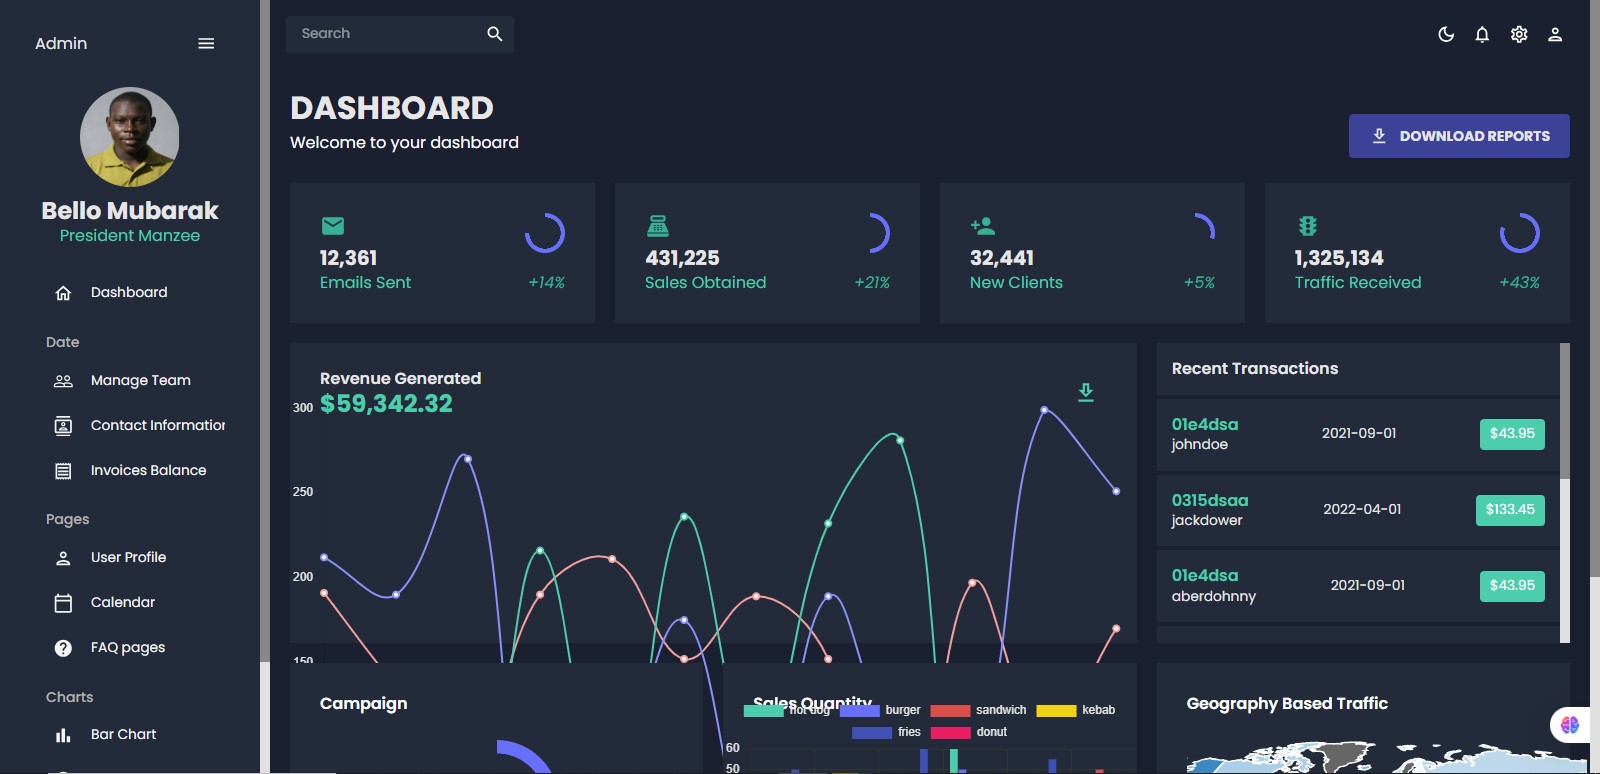 Admin
Bello Mubarak
President Manzee
Dashboard
Date
Manage Team
Contact Information
Invoices Balance
Pages
User Profile
Calendar
FAQ pages
Charts
Bar Chart
Search
DASHBOARD
Welcome to your dashboard
DOWNLOAD REPORTS
12,361
Emails Sent
+14%
431,225
Sales Obtained
+21%
32,441
New Clients
+5%
1,325,134
Traffic Received
+43%
Revenue Generated
$59,342.32
300
250
200
150
Recent Transactions
01e4dsa
johndoe
2021-09-01
$43.95
0315dsaa
jackdower
2022-04-01
$133.45
01e4dsa
aberdohnny
2021-09-01
$43.95
Campaign
Sales Quantity
hot dog burger sandwich kebab
fries donut
60
50
Geography Based Traffic